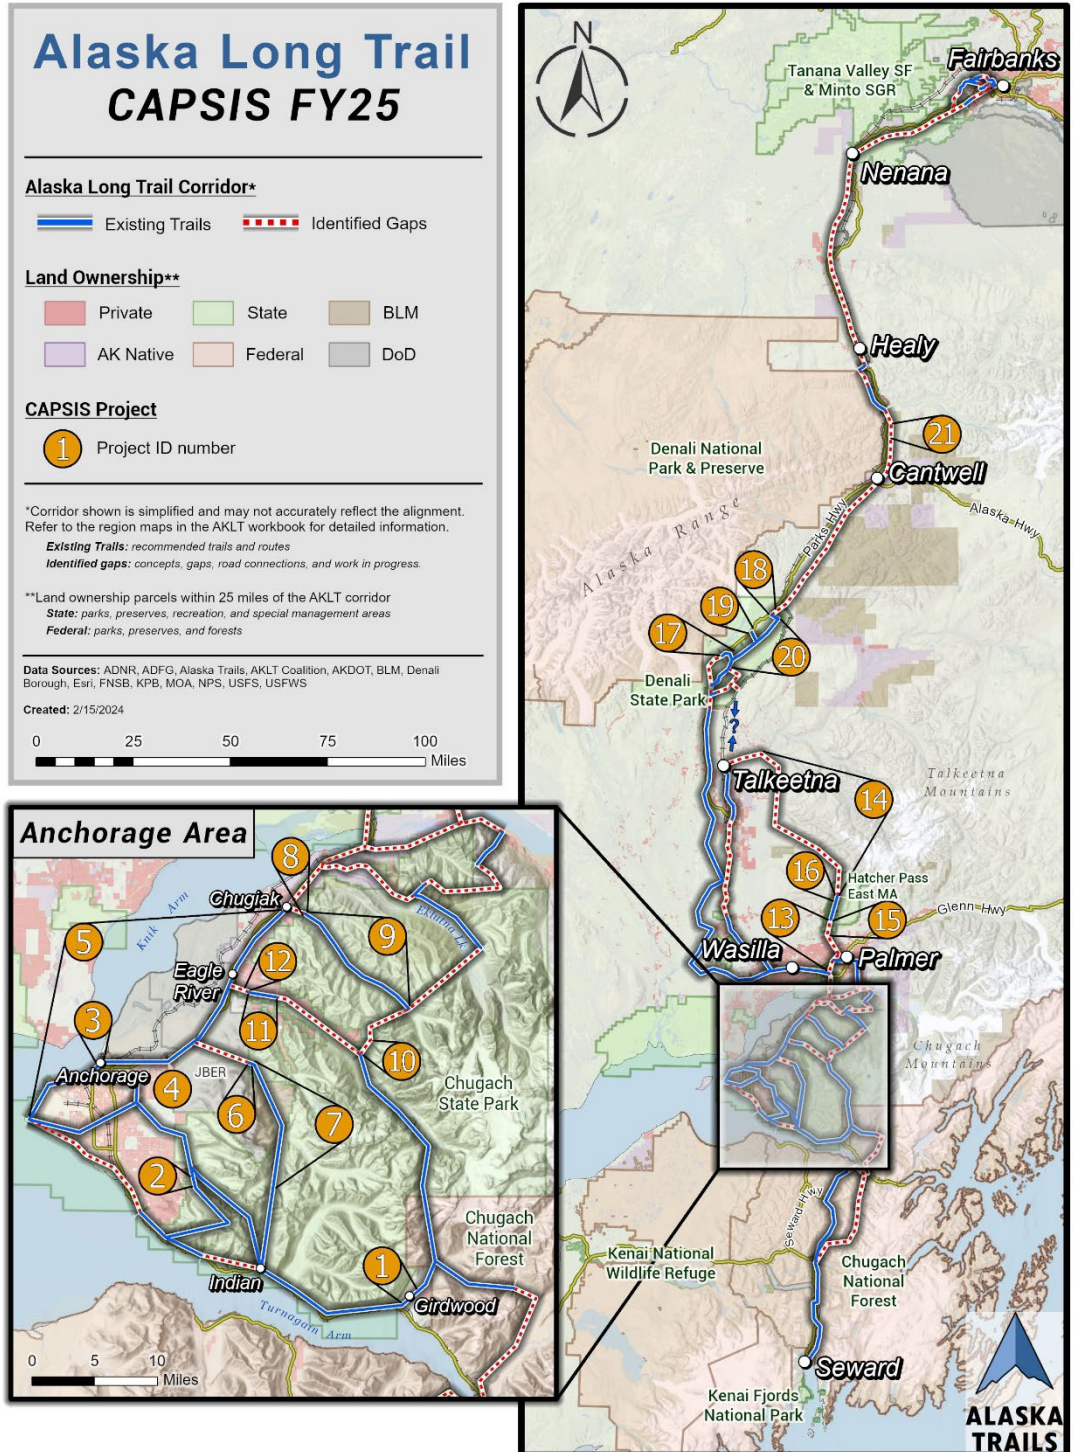 Alaska Long Trail
CAPSIS FY25
Alaska Long Trail Corridor*
Existing Trails
Identified Gaps
Land Ownership**
Private
State
BLM
AK Native
Federal
DoD
CAPSIS Project
1
Project ID number
*Corridor shown is simplified and may not accurately reflect the alignment.
Refer to the region maps in the AKLT workbook for detailed information.
Existing Trails: recommended trails and routes
Identified gaps: concepts, gaps, road connections, and work in progress.
**Land ownership parcels within 25 miles of the AKLT corridor
State: parks, preserves, recreation, and special management areas
Federal: parks, preserves, and forests
Data Sources: ADNR, ADFG, Alaska Trails, AKLT Coalition, AKDOT, BLM, Denali
Borough, Esri, FNSB, KPB, MOA, NPS, USFS, USFWS
Created: 2/15/2024
0 25 50 75 100
Miles
N
Tanana Valley SF
& Minto SGR
Fairbanks
Nenana
Healy
21
Denali National
Park & Preserve
Cantwell
Alaska Hwy
Parks Hwy
Alaska Range
18
19
17
20
Denali
State Park
?
Talkeetna
Talkeetna
Mountains
14
16
Hatcher Pass
East MA
13
15
Glenn Hwy
Wasilla
Palmer
Chugach
Mountains
Seward Hwy
Kenai National
Wildlife Refuge
Chugach
National
Forest
Seward
Kenai Fjords
National Park
ALASKA
TRAILS
Anchorage Area
8
Chugiak
Knik Arm
Eklutna Lk.
5
9
Eagle
River
12
3
11
10
Anchorage
4
JBER
6
7
Chugach
State Park
2
Chugach
National
Forest
1
Indian
Girdwood
Turnagain Arm
0 5 10
Miles